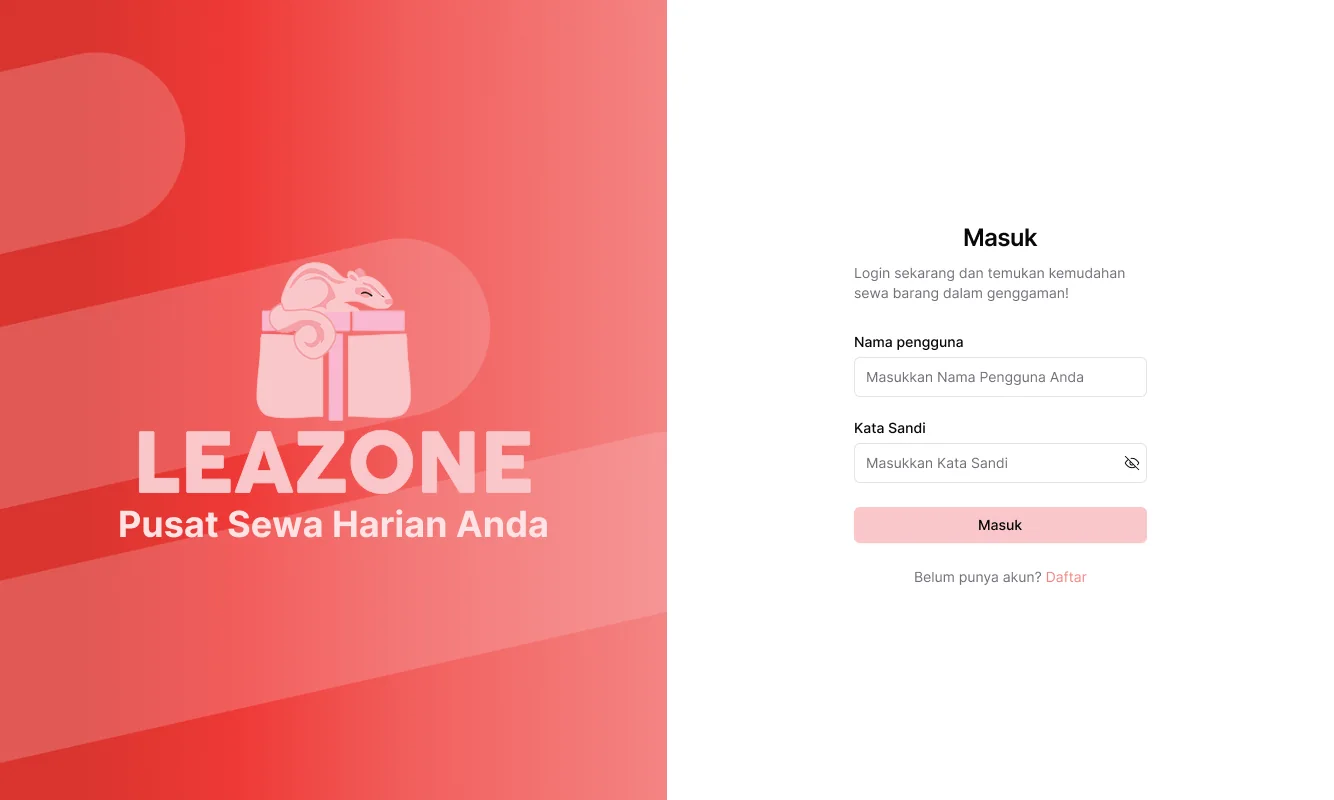 LEAZONE
Pusat Sewa Harian Anda
Masuk
Login sekarang dan temukan kemudahan
sewa barang dalam genggaman!
Nama pengguna
Masukkan Nama Pengguna Anda
Kata Sandi
Masukkan Kata Sandi
Masuk
Belum punya akun? Daftar